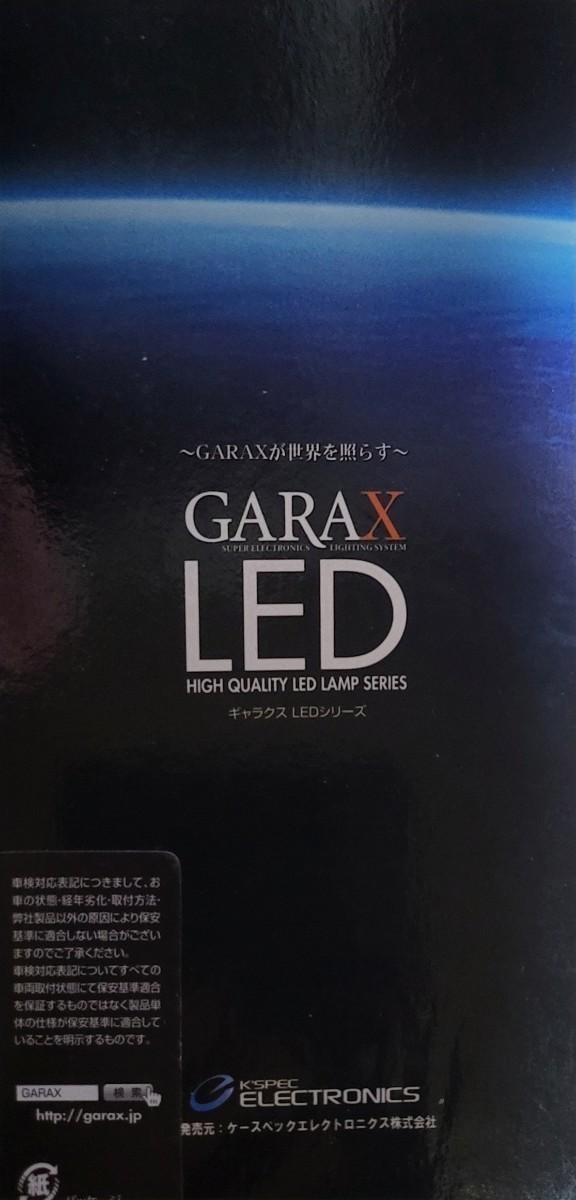 ～GARAXが世界を照らす～
GARAX
SUPER ELECTRONICS LIGHTING SYSTEM
LED
HIGH QUALITY LED LAMP SERIES
ギャラクス LEDシリーズ
車検対応表記につきまして、お
車の状態・経年劣化・取付方法・
弊社製品以外の原因により保安
基準に適合しない場合がござい
ますのでご了承ください。
車検対応表記についてすべての
車両取付状態にて保安基準適合
を保証するものではなく製品単
体の仕様が保安基準に適合して
いることを明示するものです。
GARAX 検索
http://garax.jp
K'SPEC
ELECTRONICS
発売元：ケースペックエレクトロニクス株式会社
紙
パッケージ